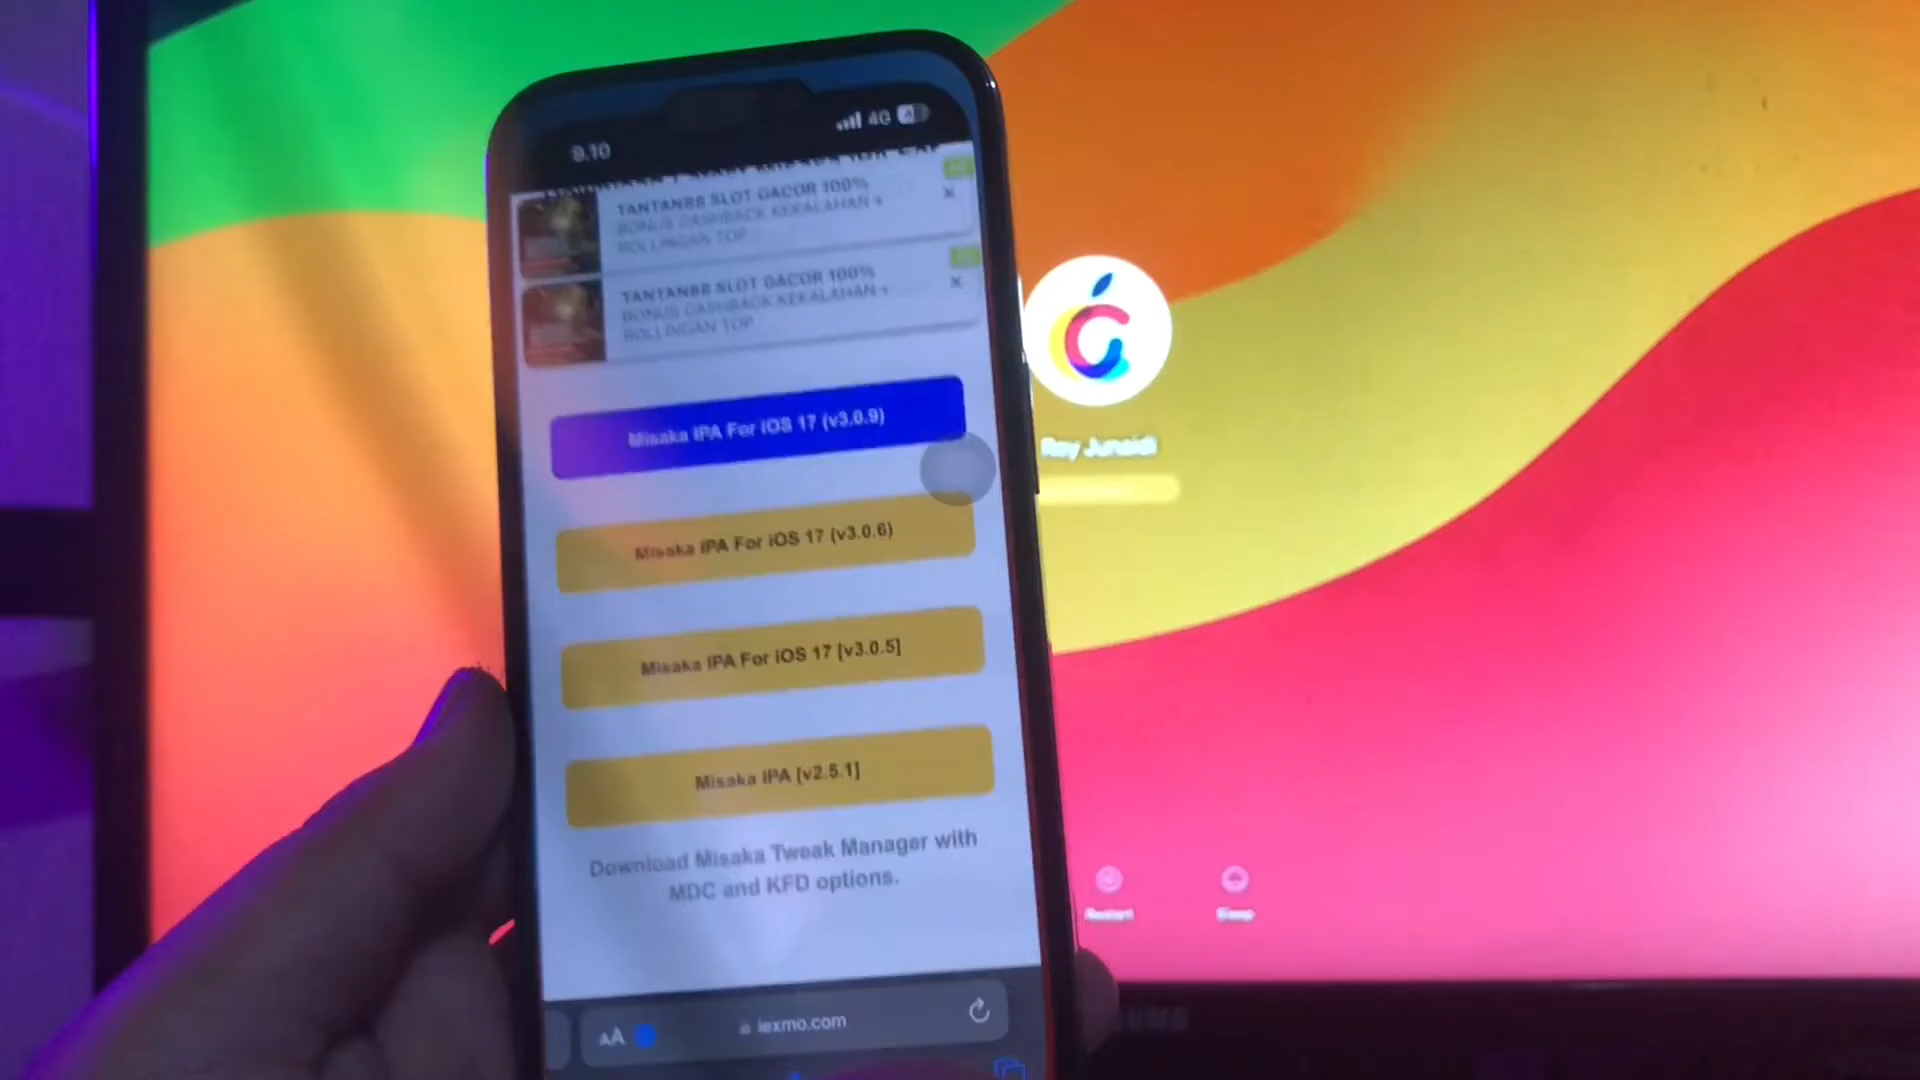 9.10
4G
TANTAN88 SLOT GACOR 100%
BONUS CASHBACK KEKALAHAN +
ROLLINGAN TOP
TANTAN88 SLOT GACOR 100%
BONUS CASHBACK KEKALAHAN +
ROLLINGAN TOP
Misaka IPA For iOS 17 (v3.0.9)
Misaka IPA For iOS 17 (v3.0.6)
Misaka IPA For iOS 17 [v3.0.5]
Misaka IPA [v2.5.1]
Download Misaka Tweak Manager with
MDC and KFD options.
AA
iexmo.com
Roy Junaidi
Restart
Sleep